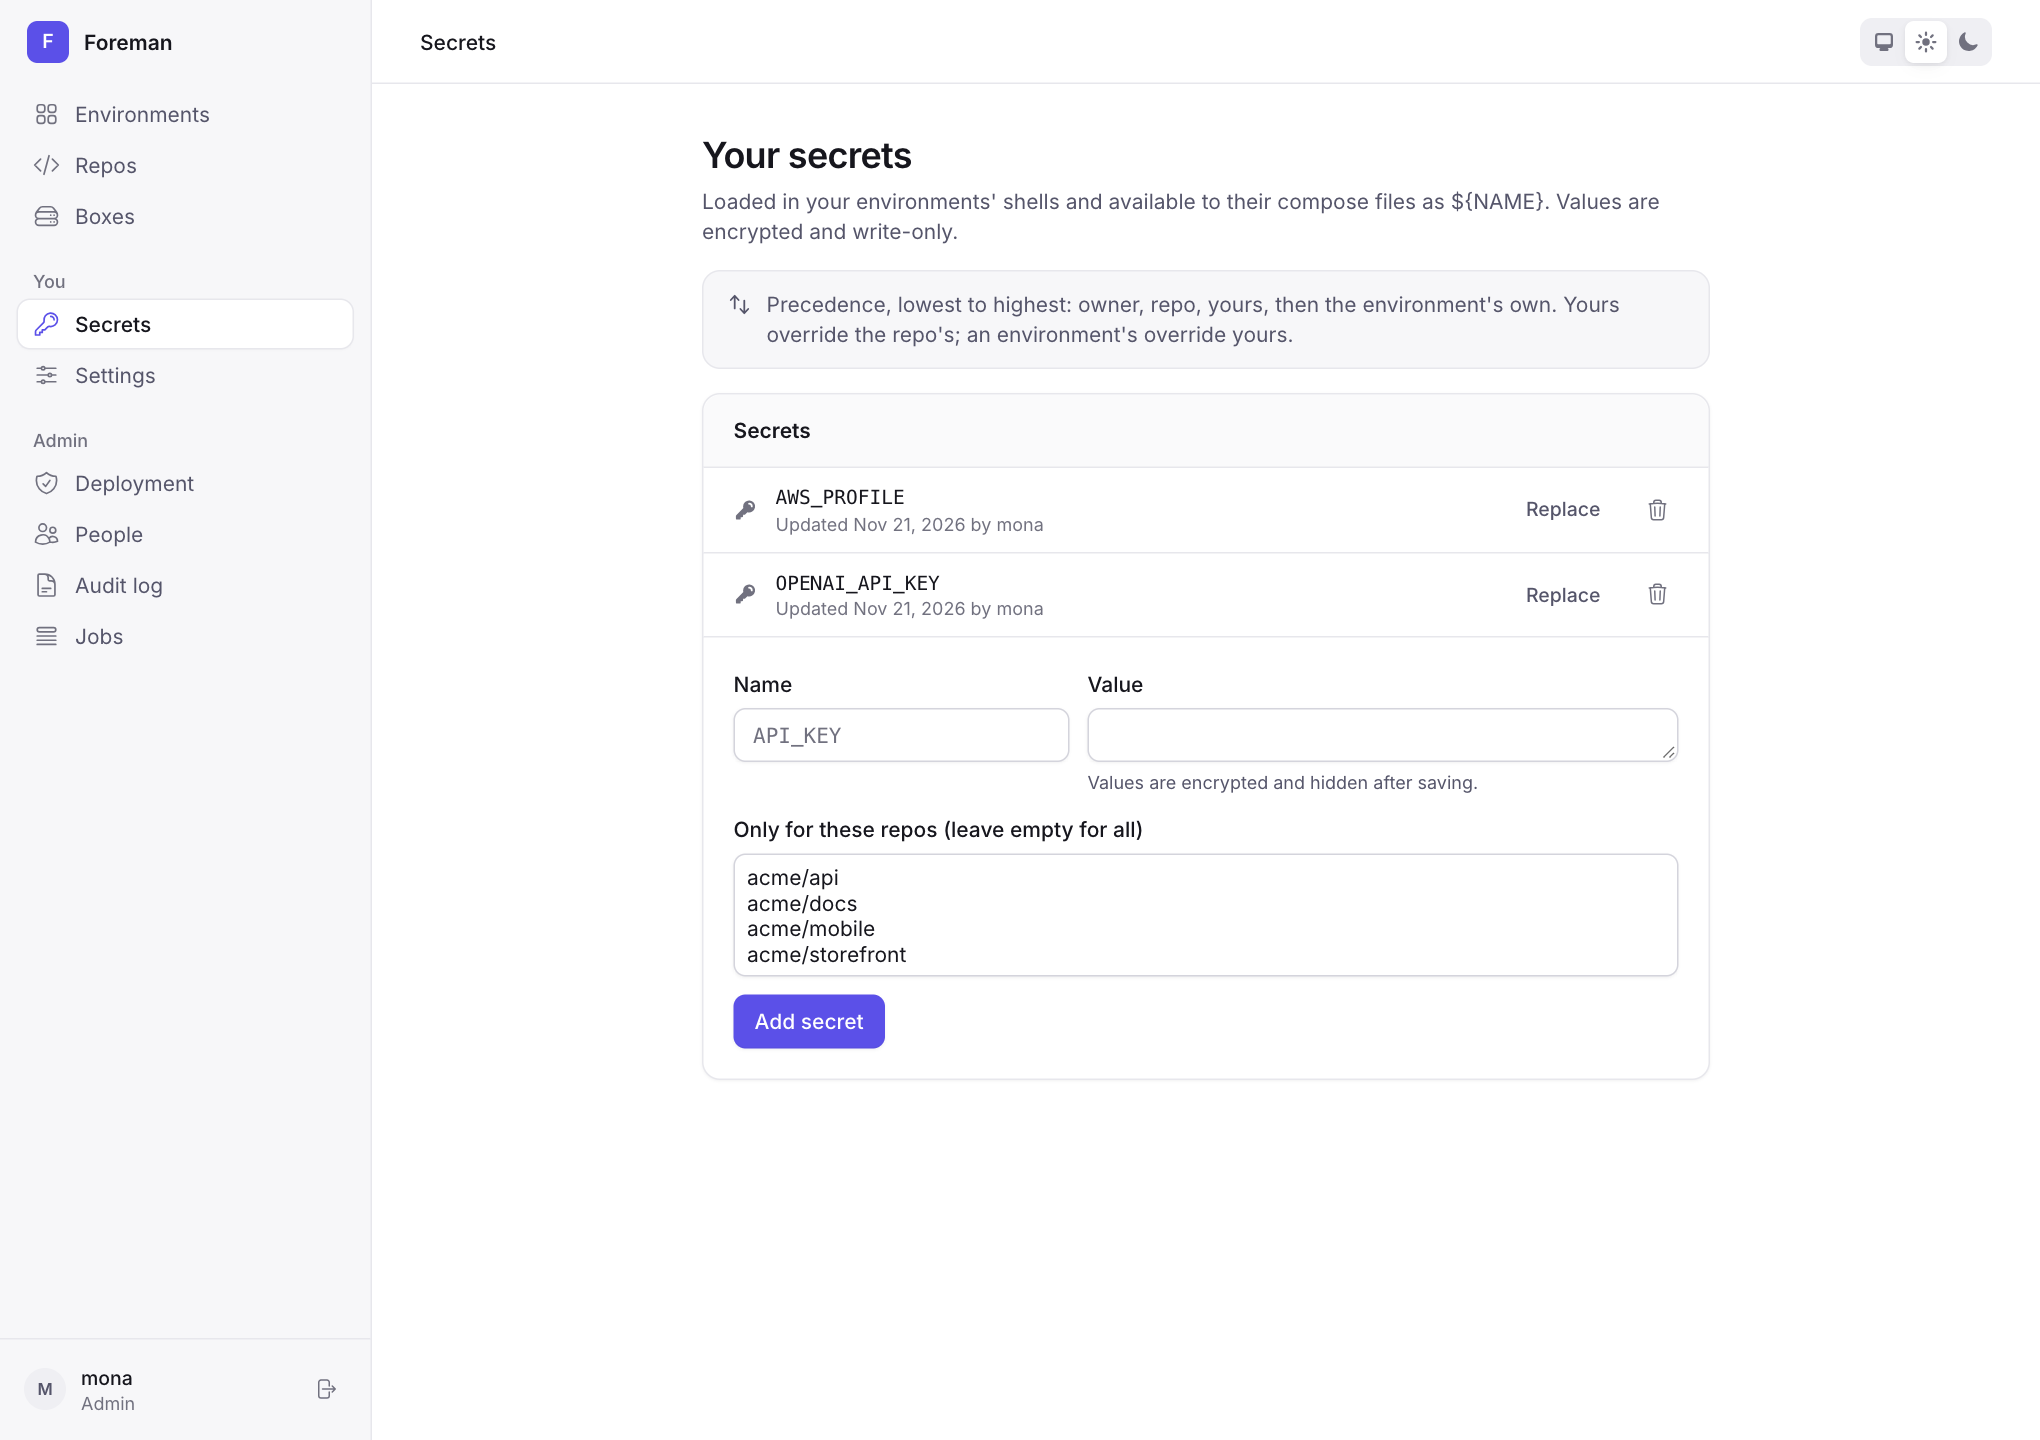 F
Foreman
Environments
Repos
Boxes
You
Secrets
Settings
Admin
Deployment
People
Audit log
Jobs
M
mona
Admin
Secrets
Your secrets
Loaded in your environments' shells and available to their compose files as ${NAME}. Values are
encrypted and write-only.
Precedence, lowest to highest: owner, repo, yours, then the environment's own. Yours
override the repo's; an environment's override yours.
Secrets
AWS_PROFILE
Updated Nov 21, 2026 by mona
Replace
OPENAI_API_KEY
Updated Nov 21, 2026 by mona
Replace
Name
Value
API_KEY
Values are encrypted and hidden after saving.
Only for these repos (leave empty for all)
acme/api
acme/docs
acme/mobile
acme/storefront
Add secret